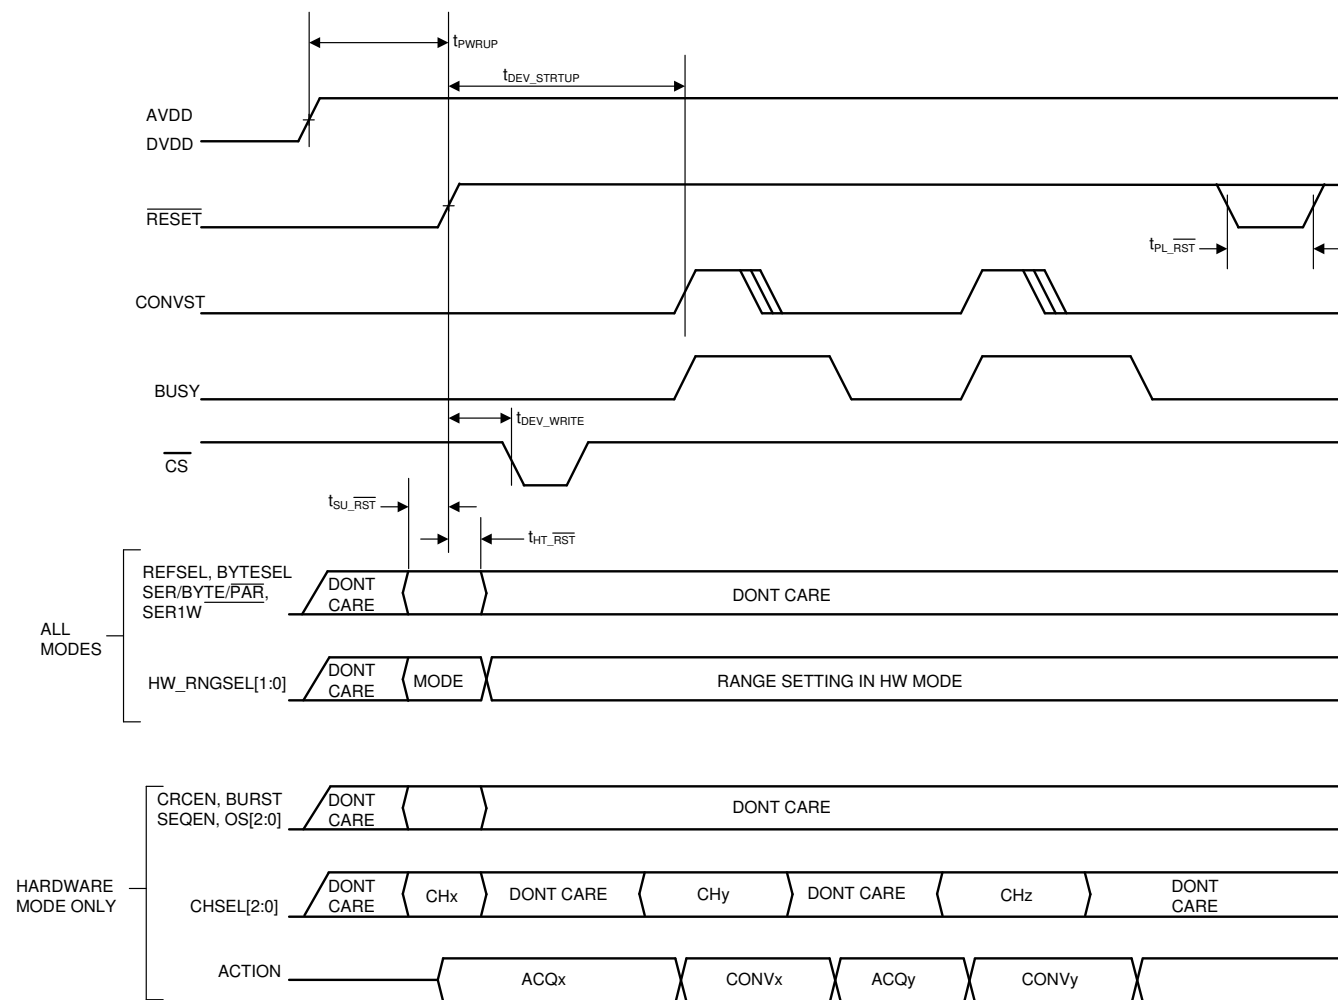 tPWRUP
tDEV_STRTUP
AVDD
DVDD
RESET
tPL_RST
CONVST
BUSY
tDEV_WRITE
CS
tSU_RST
tHT_RST
REFSEL, BYTESEL
SER/BYTE/PAR,
SER1W
DONT
CARE
DONT CARE
ALL
MODES
HW_RNGSEL[1:0]
DONT
CARE
MODE
RANGE SETTING IN HW MODE
CRCEN, BURST
SEQEN, OS[2:0]
DONT
CARE
DONT CARE
HARDWARE
MODE ONLY
CHSEL[2:0]
DONT
CARE
CHx
DONT CARE
CHy
DONT CARE
CHz
DONT
CARE
ACTION
ACQx
CONVx
ACQy
CONVy